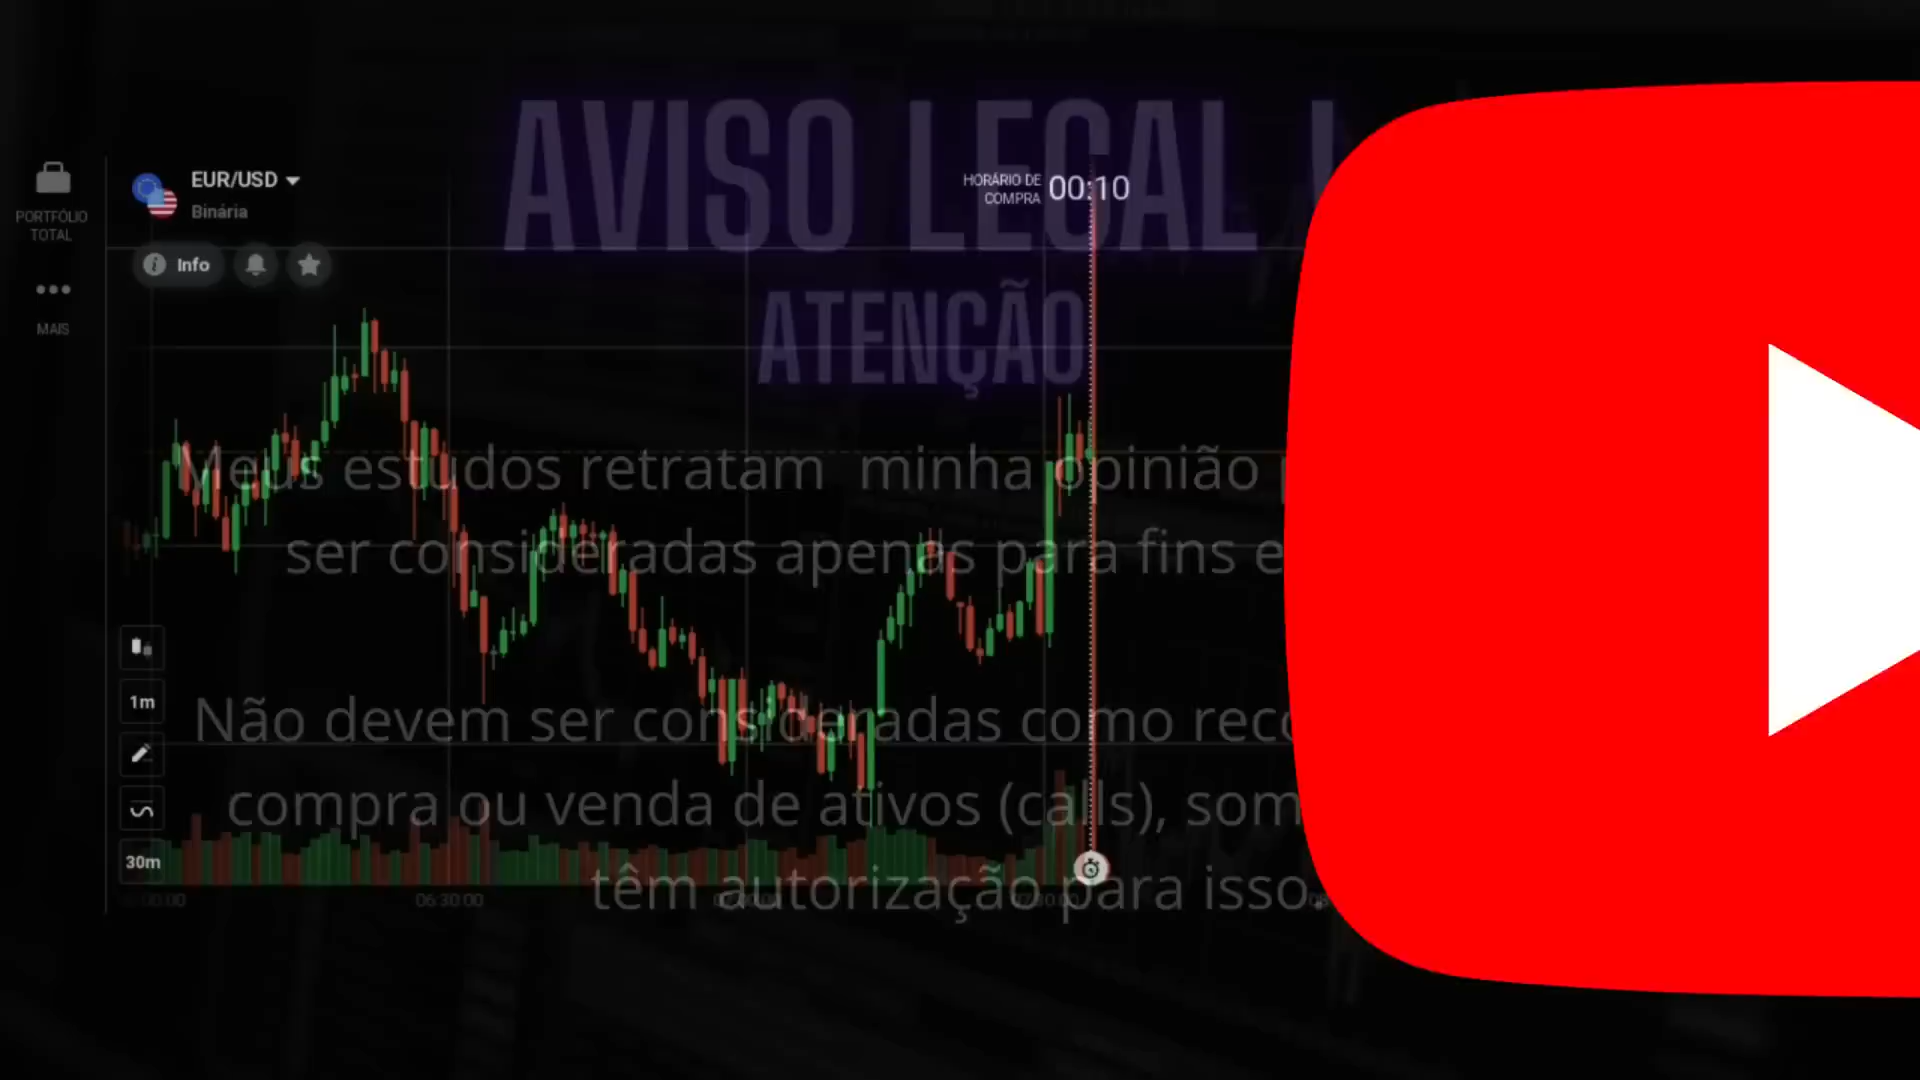 AVISO LEGAL !
EUR/USD
Binária
HORÁRIO DE
COMPRA
00:10
PORTFÓLIO
TOTAL
Info
ATENÇÃO
MAIS
Meus estudos retratam minha opinião
ser consideradas apenas para fins
1m
Não devem ser consideradas como
compra ou venda de ativos (calls),
30m
têm autorização para isso.
06:30:00